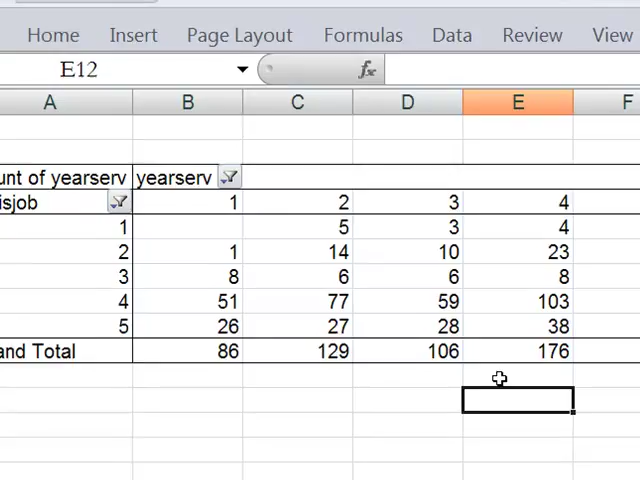 Home Insert Page Layout Formulas Data Review View
E12 fx
A B C D E F
unt of yearserv yearserv
isjob 1 2 3 4
1 5 3 4
2 1 14 10 23
3 8 6 6 8
4 51 77 59 103
5 26 27 28 38
and Total 86 129 106 176